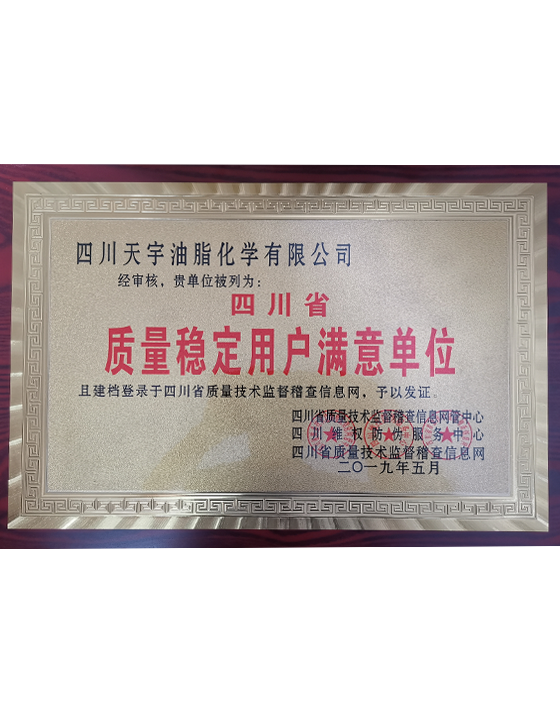 四川天宇油脂化学有限公司
经审核，贵单位被列为：
四川省
质量稳定用户满意单位
且建档登录于四川省质量技术监督稽查信息网，予以发证。
四川省质量技术监督稽查信息网管中心
四川维权防伪服务中心
四川省质量技术监督稽查信息网
二〇一九年五月